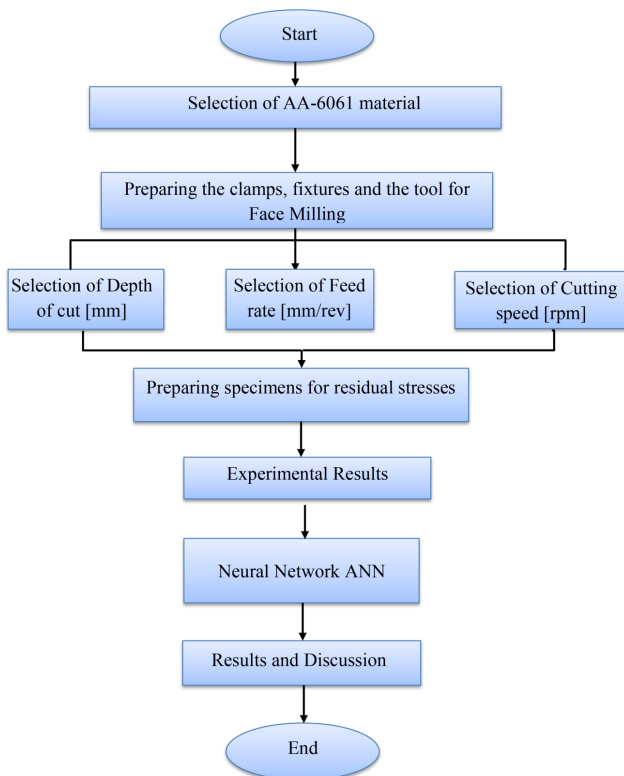 Start
Selection of AA-6061 material
Preparing the clamps, fixtures and the tool for
Face Milling
Selection of Depth
of cut [mm]
Selection of Feed
rate [mm/rev]
Selection of Cutting
speed [rpm]
Preparing specimens for residual stresses
Experimental Results
Neural Network ANN
Results and Discussion
End